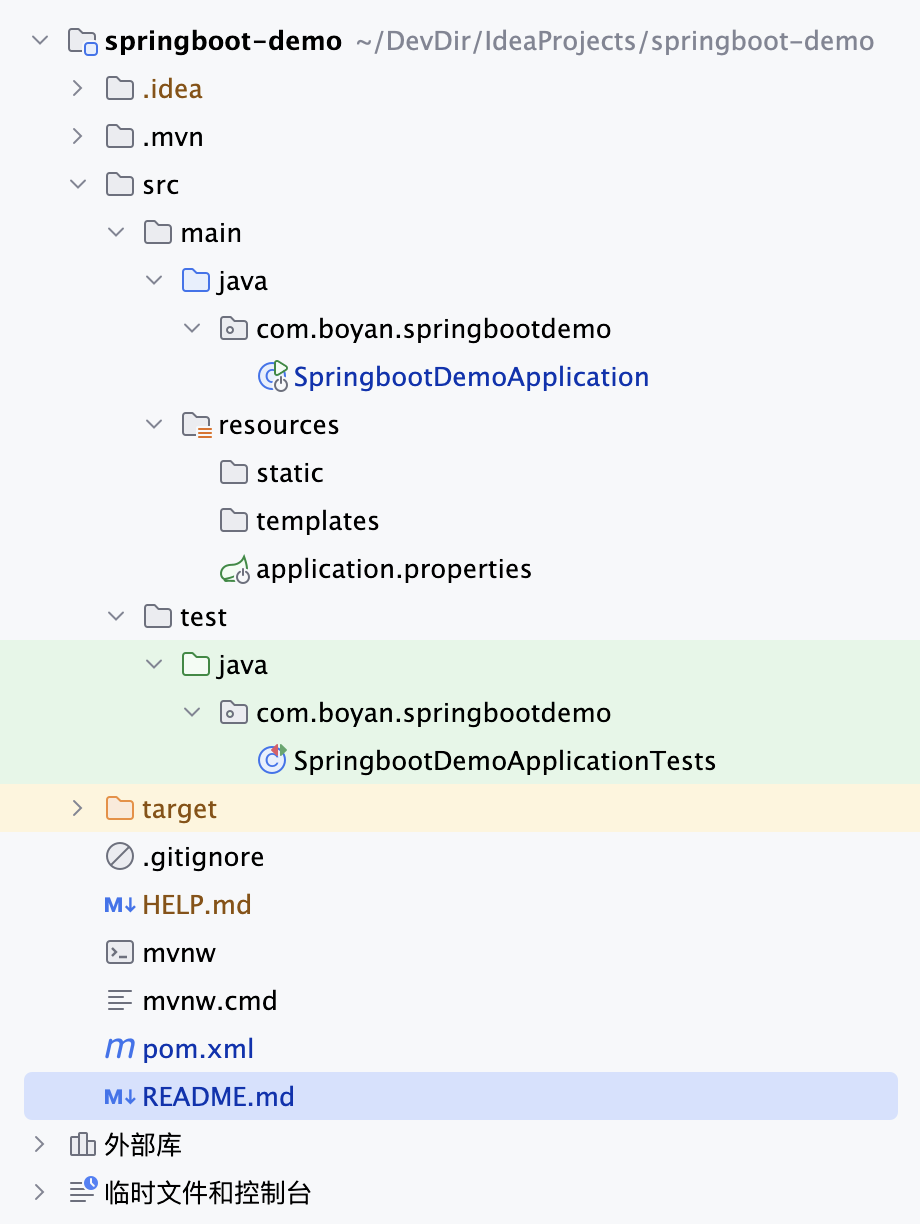 springboot-demo ~/DevDir/IdeaProjects/springboot-demo
.idea
.mvn
src
main
java
com.boyan.springbootdemo
SpringbootDemoApplication
resources
static
templates
application.properties
test
java
com.boyan.springbootdemo
SpringbootDemoApplicationTests
target
.gitignore
HELP.md
mvnw
mvnw.cmd
pom.xml
README.md
外部库
临时文件和控制台